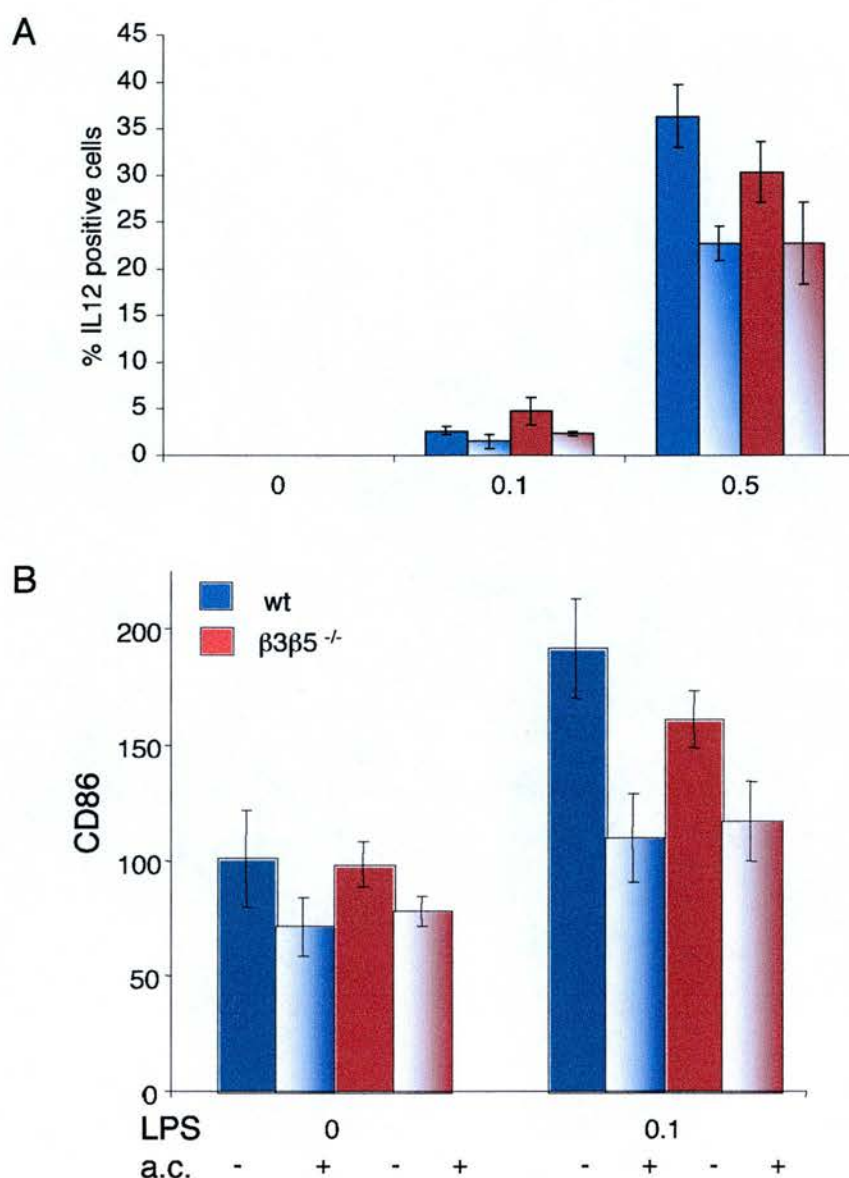 A
45
40
35
30
25
20
15
10
5
0
% IL12 positive cells
0 0.1 0.5
B
wt
β3β5 -/-
200
150
100
50
0
CD86
LPS 0 0.1
a.c. - + - + - + - +